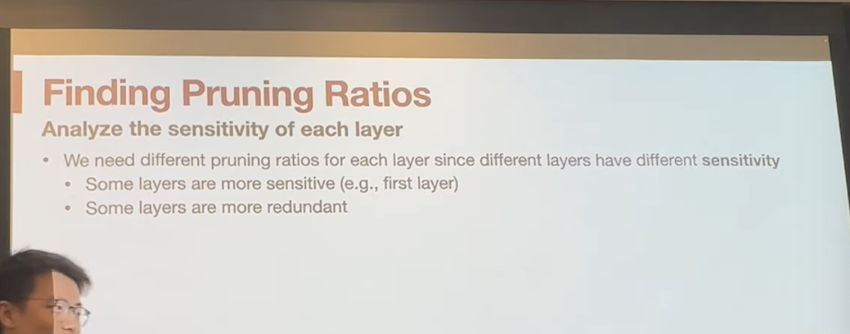 Finding Pruning Ratios
Analyze the sensitivity of each layer
• We need different pruning ratios for each layer since different layers have different sensitivity
• Some layers are more sensitive (e.g., first layer)
• Some layers are more redundant